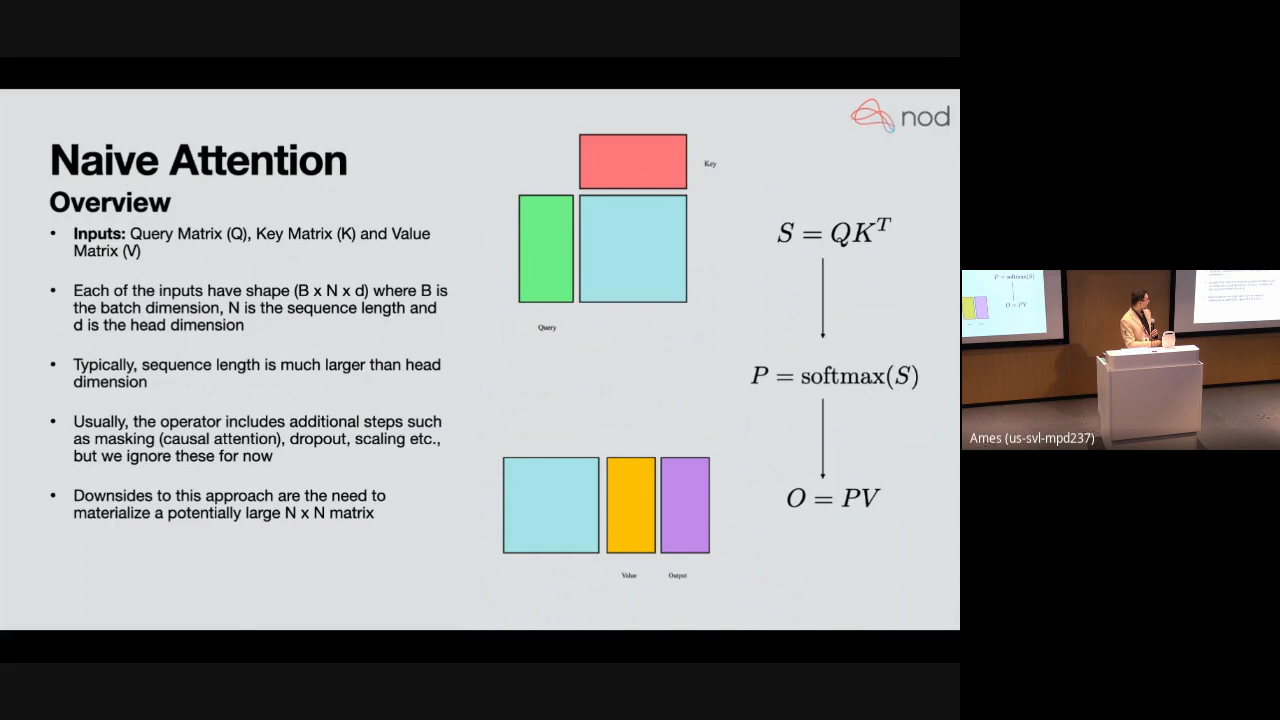 nod
Naive Attention
Overview
• Inputs: Query Matrix (Q), Key Matrix (K) and Value
Matrix (V)
• Each of the inputs have shape (B x N x d) where B is
the batch dimension, N is the sequence length and
d is the head dimension
• Typically, sequence length is much larger than head
dimension
• Usually, the operator includes additional steps such
as masking (causal attention), dropout, scaling etc.,
but we ignore these for now
• Downsides to this approach are the need to
materialize a potentially large N x N matrix
Key
Query
Value
Output
S = QK^T
P = softmax(S)
O = PV
P = softmax(S)
O = PV
Ames (us-svl-mpd237)